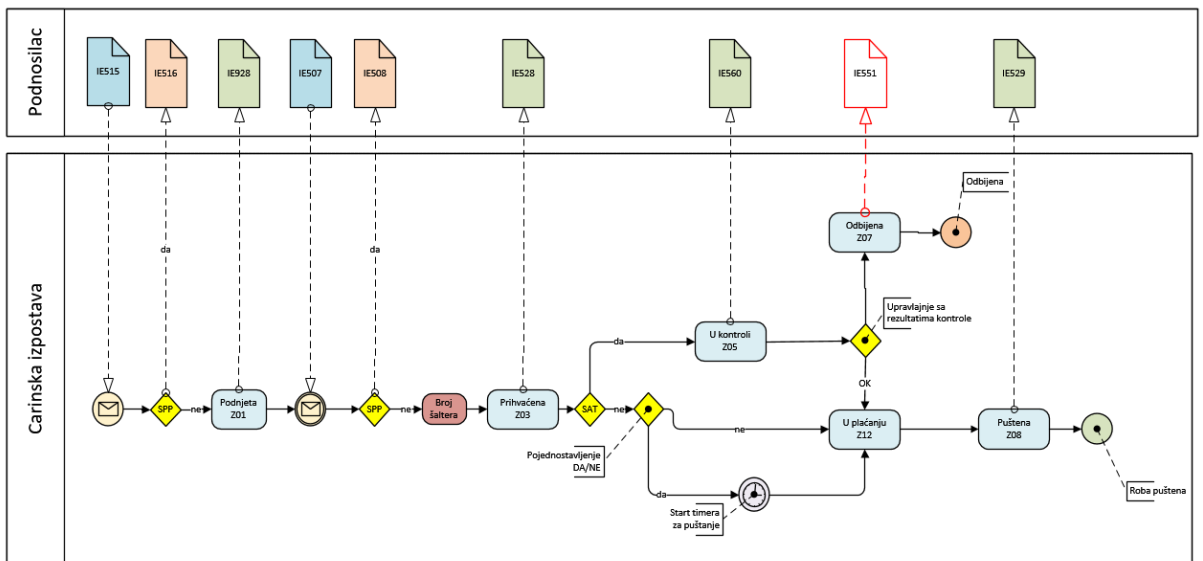 Podnosilac
IE515
IE516
IE928
IE507
IE508
IE528
IE560
IE551
IE529
Carinska izpostava
Odbijena
Odbijena
Z07
da
da
Upravlajnje sa
rezultatima kontrole
U kontroli
Z05
da
OK
SPP
ne
Podnjeta
Z01
SPP
ne
Broj
šaltera
Prihvaćena
Z03
SAT
ne
ne
U plaćanju
Z12
Puštena
Z08
Pojednostavljenje
DA/NE
da
Start timera
za puštanje
Roba puštena